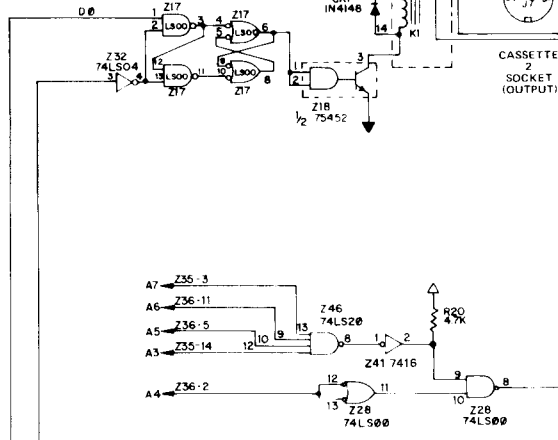 DØ
Z17
1
2
LS00
3
4
5
LS00
6
Z32
74LS04
3
4
12
13
LS00
11
Z17
9
10
LS00
8
Z17
IN4148
14
K1
3
1
2
Z18
1/2 75452
J7
CASSETTE
2
SOCKET
(OUTPUT)
A7 Z35-3
A6 Z36-11
A5 Z36-5
A3 Z35-14
A4 Z36-2
13
9
10
12
Z46
74LS20
8
1
2
Z41 7416
R20
4.7K
12
13
11
Z28
74LS00
9
10
8
Z28
74LS00